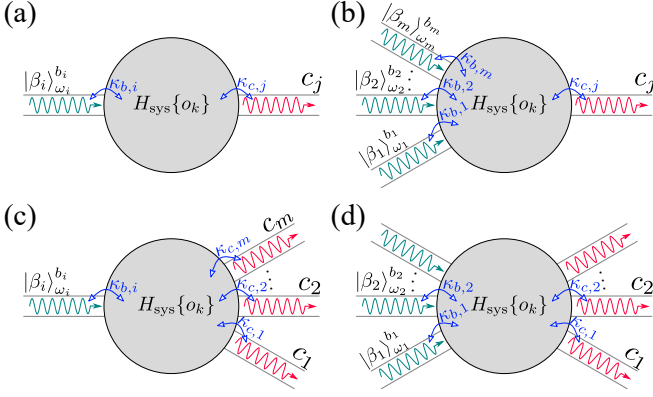 (a)
|β_i⟩_{ω_i}^{b_i} κ_{b,i} H_sys{o_k} κ_{c,j} c_j
(b)
|β_m⟩_{ω_m}^{b_m} κ_{b,m}
|β_2⟩_{ω_2}^{b_2} κ_{b,2} H_sys{o_k} κ_{c,j} c_j
|β_1⟩_{ω_1}^{b_1} κ_{b,1}
(c)
κ_{c,m} c_m
|β_i⟩_{ω_i}^{b_i} κ_{b,i} H_sys{o_k} κ_{c,2} c_2
κ_{c,1} c_1
(d)
|β_2⟩_{ω_2}^{b_2} κ_{b,2} H_sys{o_k} κ_{c,2} c_2
|β_1⟩_{ω_1}^{b_1} κ_{b,1} κ_{c,1} c_1